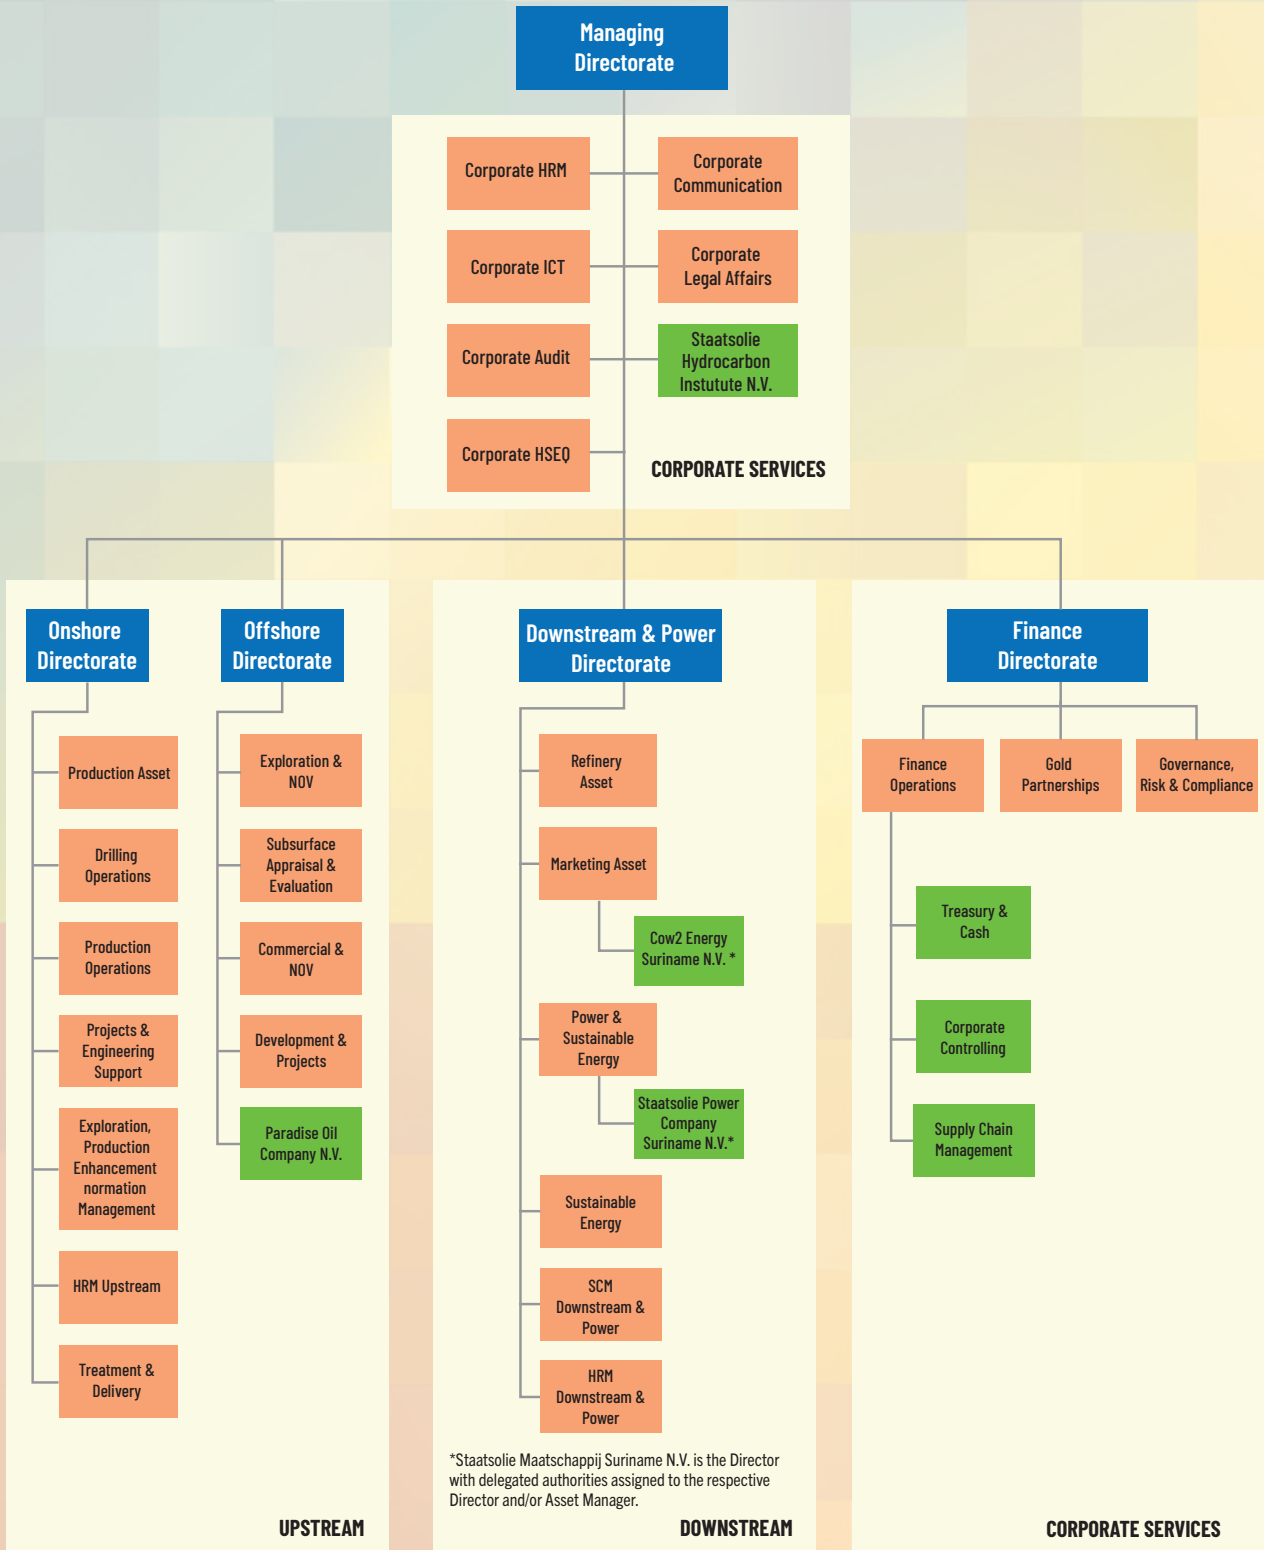 Managing
Directorate
Corporate HRM
Corporate
Communication
Corporate ICT
Corporate
Legal Affairs
Corporate Audit
Staatsolie
Hydrocarbon
Instutute N.V.
Corporate HSEQ
CORPORATE SERVICES
Onshore
Directorate
Production Asset
Drilling
Operations
Production
Operations
Projects &
Engineering
Support
Exploration,
Production
Enhancement
normation
Management
HRM Upstream
Treatment &
Delivery
Offshore
Directorate
Exploration &
NOV
Subsurface
Appraisal &
Evaluation
Commercial &
NOV
Development &
Projects
Paradise Oil
Company N.V.
UPSTREAM
Downstream & Power
Directorate
Refinery
Asset
Marketing Asset
Cow2 Energy
Suriname N.V. *
Power &
Sustainable
Energy
Staatsolie Power
Company
Suriname N.V.*
Sustainable
Energy
SCM
Downstream &
Power
HRM
Downstream &
Power
*Staatsolie Maatschappij Suriname N.V. is the Director
with delegated authorities assigned to the respective
Director and/or Asset Manager.
DOWNSTREAM
Finance
Directorate
Finance
Operations
Gold
Partnerships
Governance,
Risk & Compliance
Treasury &
Cash
Corporate
Controlling
Supply Chain
Management
CORPORATE SERVICES